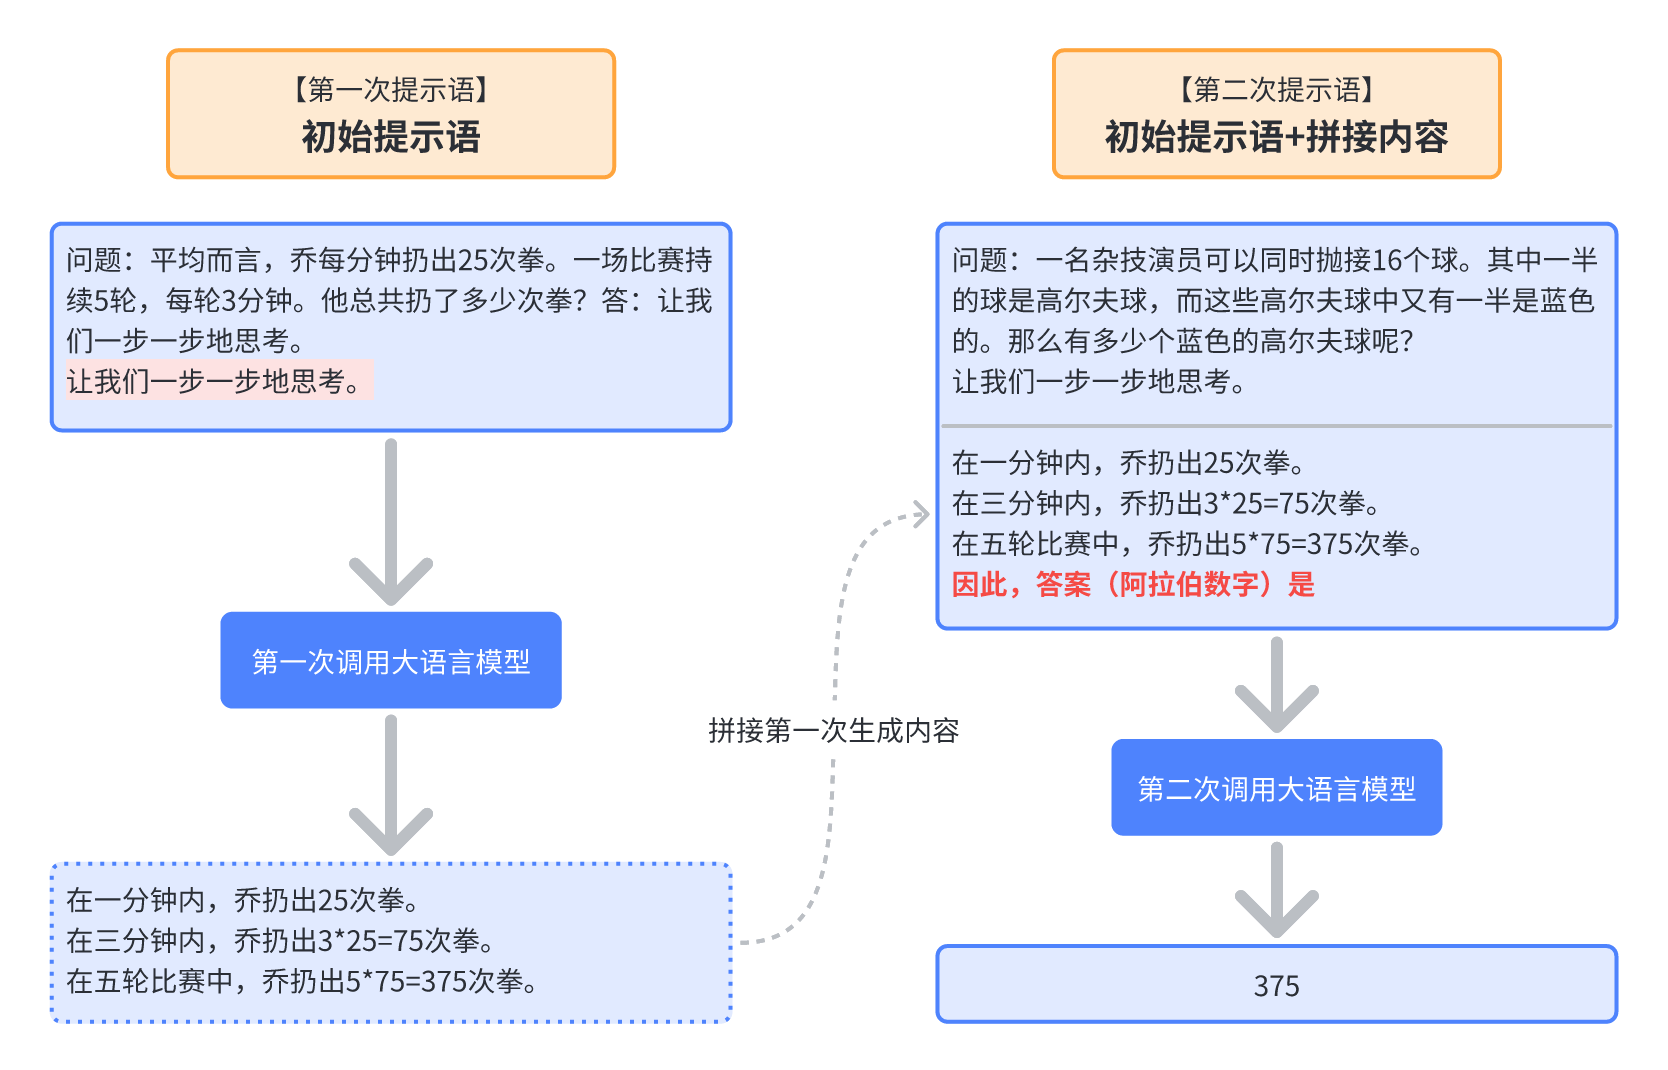 【第一次提示语】
初始提示语
问题：平均而言，乔每分钟扔出25次拳。一场比赛持
续5轮，每轮3分钟。他总共扔了多少次拳？答：让我
们一步一步地思考。
让我们一步一步地思考。
第一次调用大语言模型
在一分钟内，乔扔出25次拳。
在三分钟内，乔扔出3*25=75次拳。
在五轮比赛中，乔扔出5*75=375次拳。
拼接第一次生成内容
【第二次提示语】
初始提示语+拼接内容
问题：一名杂技演员可以同时抛接16个球。其中一半
的球是高尔夫球，而这些高尔夫球中又有一半是蓝色
的。那么有多少个蓝色的高尔夫球呢？
让我们一步一步地思考。
在一分钟内，乔扔出25次拳。
在三分钟内，乔扔出3*25=75次拳。
在五轮比赛中，乔扔出5*75=375次拳。
因此，答案（阿拉伯数字）是
第二次调用大语言模型
375